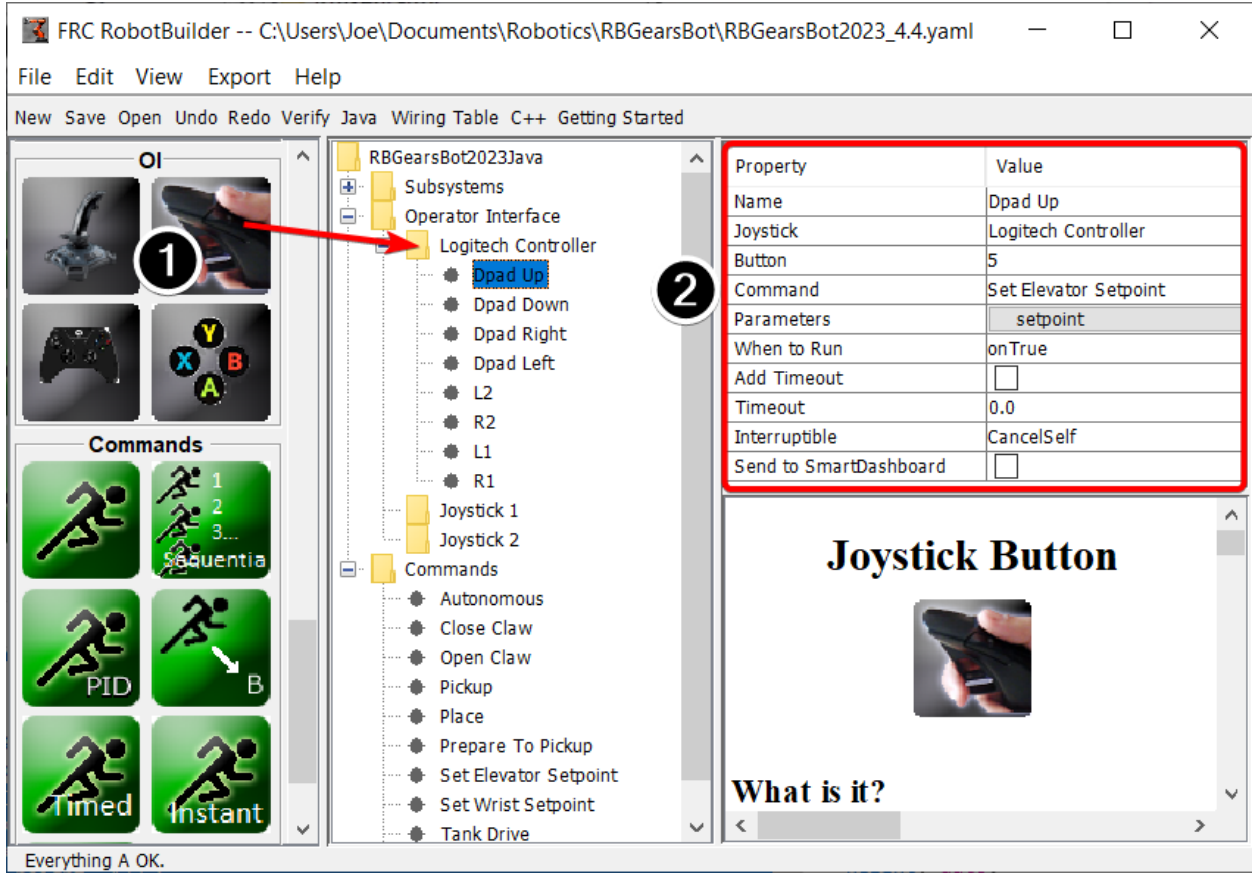 FRC RobotBuilder -- C:\Users\Joe\Documents\Robotics\RBGearsBot\RBGearsBot2023_4.4.yaml
File Edit View Export Help
New Save Open Undo Redo Verify Java Wiring Table C++ Getting Started
OI
1
Y
X B
A
Commands
1
2
3...
Sequentia
PID
B
Timed
Instant
RBGearsBot2023Java
Subsystems
Operator Interface
Logitech Controller
Dpad Up
Dpad Down
Dpad Right
Dpad Left
L2
R2
L1
R1
Joystick 1
Joystick 2
Commands
Autonomous
Close Claw
Open Claw
Pickup
Place
Prepare To Pickup
Set Elevator Setpoint
Set Wrist Setpoint
Tank Drive
2
Property Value
Name Dpad Up
Joystick Logitech Controller
Button 5
Command Set Elevator Setpoint
Parameters setpoint
When to Run onTrue
Add Timeout
Timeout 0.0
Interruptible CancelSelf
Send to SmartDashboard
Joystick Button
What is it?
Everything A OK.